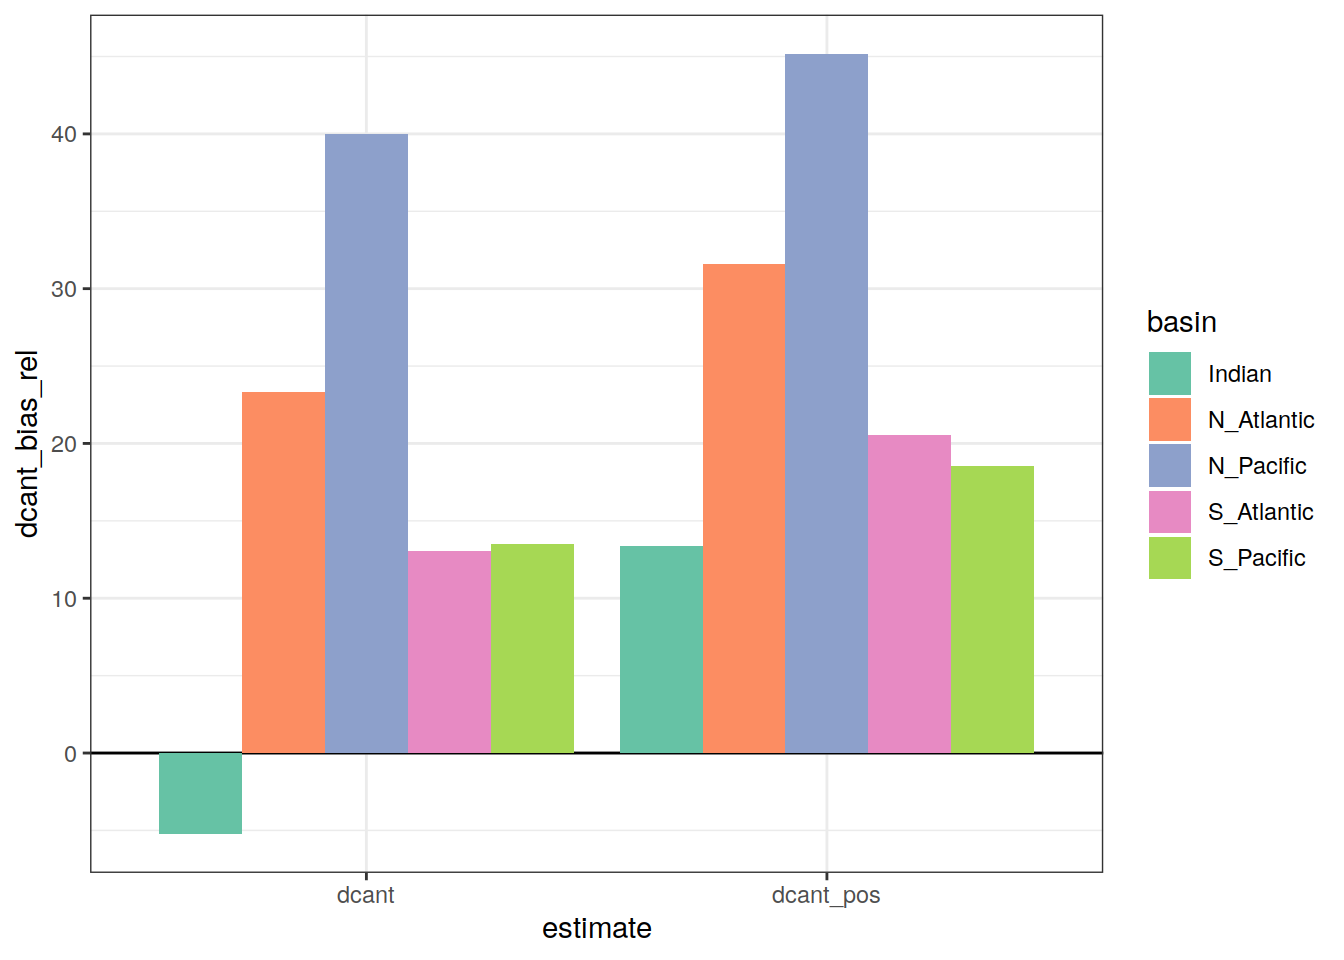 dcant_bias_rel
40
30
20
10
0
dcant
dcant_pos
estimate
basin
Indian
N_Atlantic
N_Pacific
S_Atlantic
S_Pacific